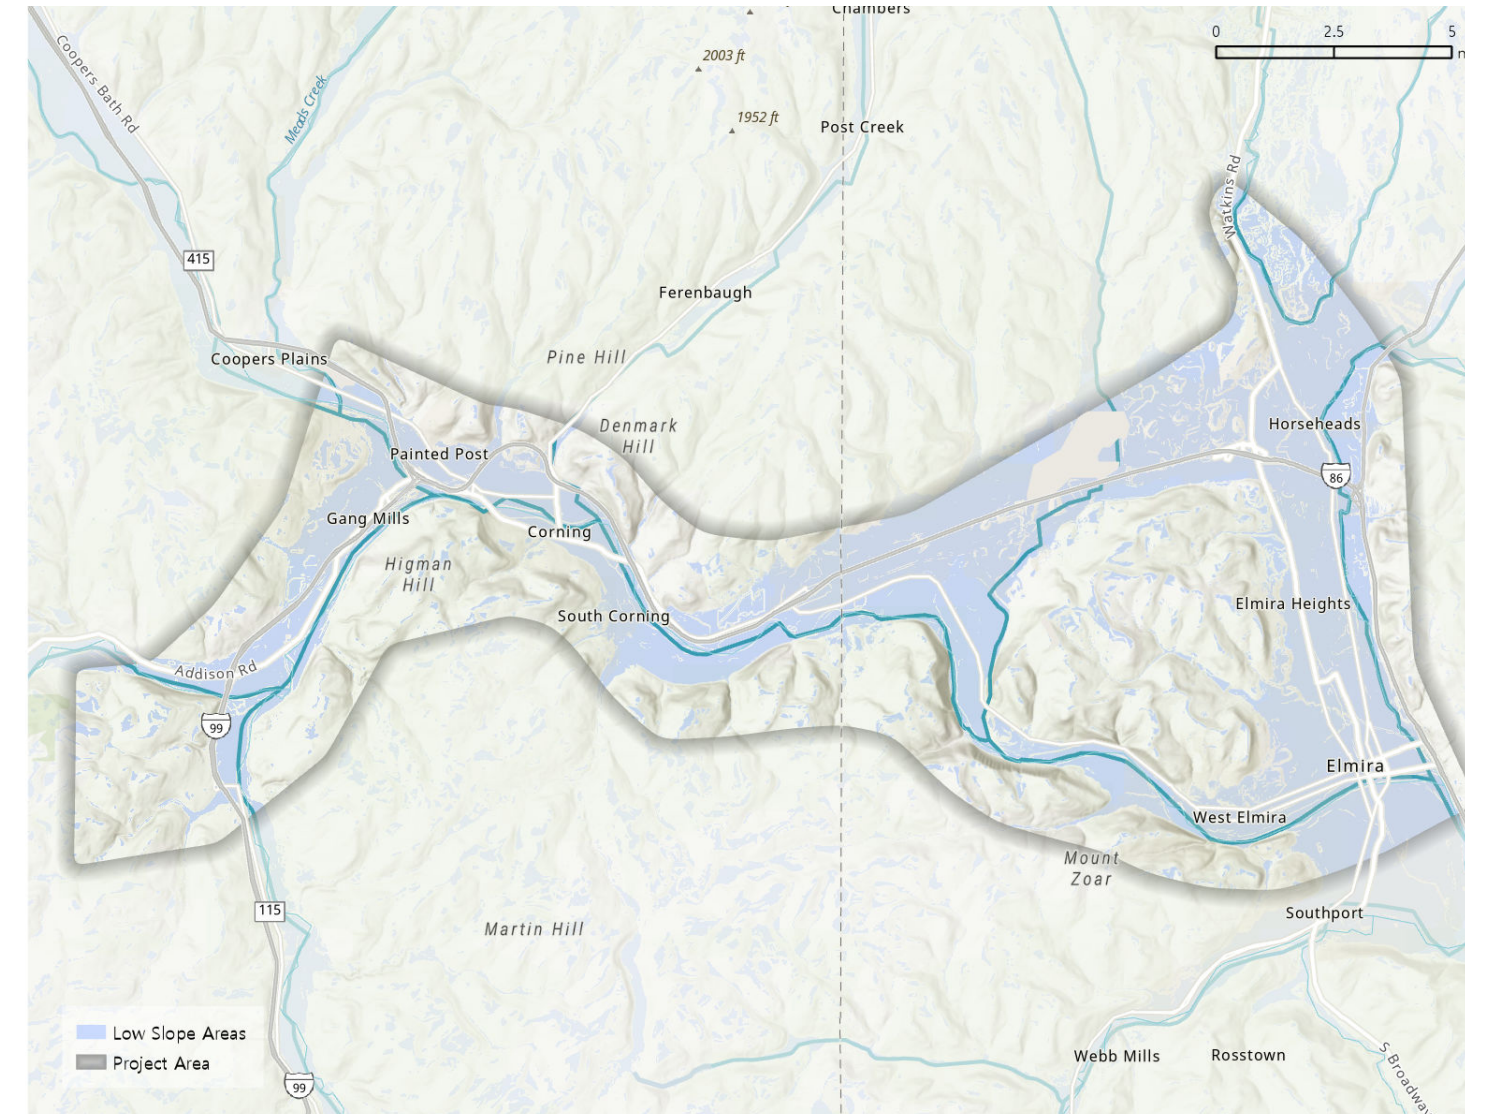 Chambers
0 2.5 5
Coopers Bath Rd
Meads Creek
2003 ft
1952 ft
Post Creek
Watkins Rd
415
Ferenbaugh
Coopers Plains
Pine Hill
Denmark
Hill
Horseheads
Painted Post
86
Gang Mills
Corning
Higman
Hill
Elmira Heights
South Corning
Addison Rd
99
Elmira
West Elmira
Mount
Zoar
115
Southport
Martin Hill
Low Slope Areas
Project Area
Webb Mills
Rosstown
S Broadway
99